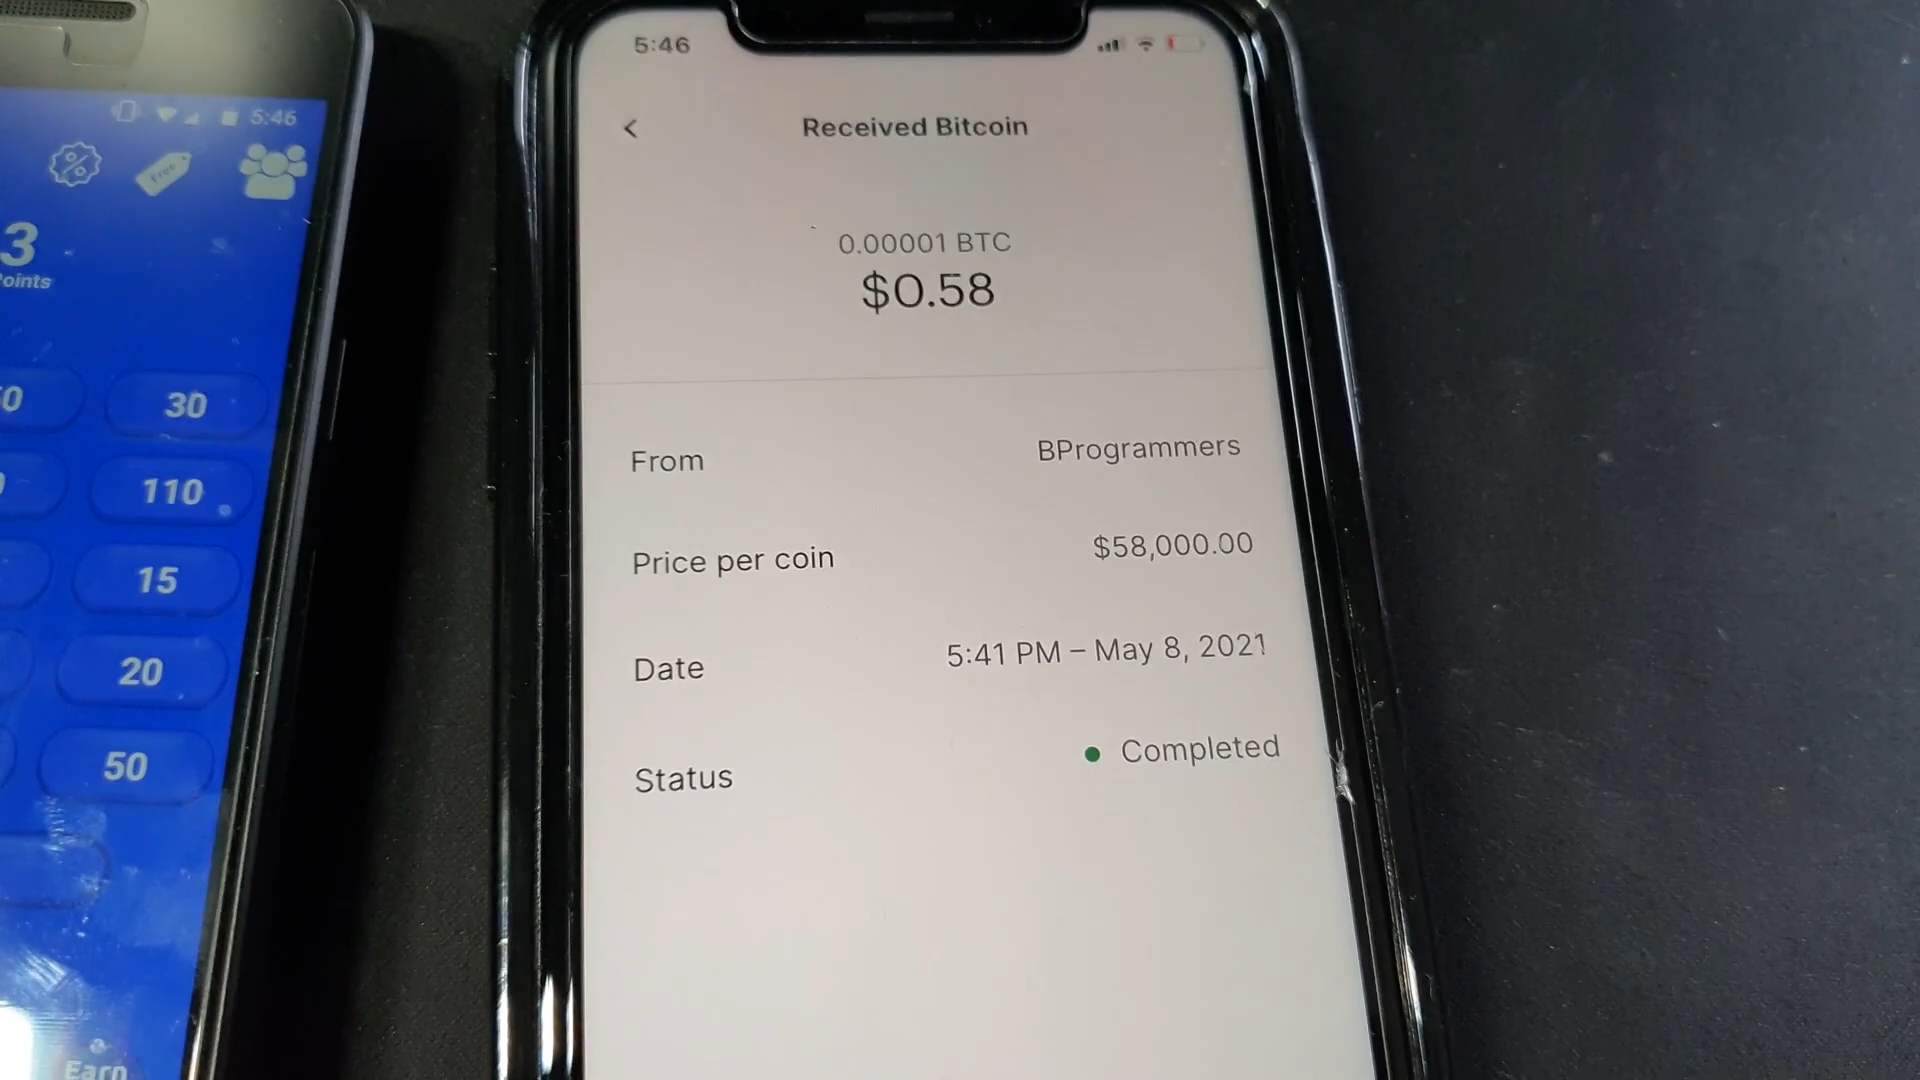 5:46
Free
3
Points
30
110
15
20
50
Earn
5:46
Received Bitcoin
0.00001 BTC
$0.58
From BProgrammers
Price per coin $58,000.00
Date 5:41 PM – May 8, 2021
Status Completed